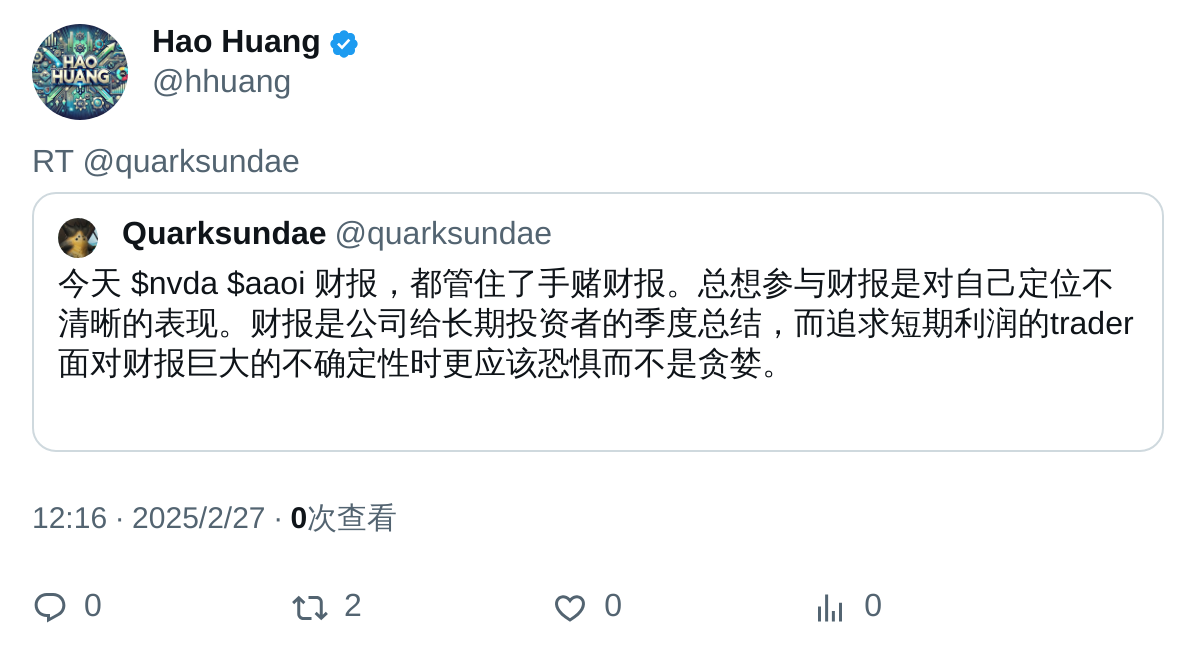 HAO
HUANG
Hao Huang
@hhuang
RT @quarksundae
Quarksundae @quarksundae
今天 $nvda $aaoi 财报，都管住了手赌财报。总想参与财报是对自己定位不
清晰的表现。财报是公司给长期投资者的季度总结，而追求短期利润的trader
面对财报巨大的不确定性时更应该恐惧而不是贪婪。
12:16 · 2025/2/27 · 0次查看
0 2 0 0